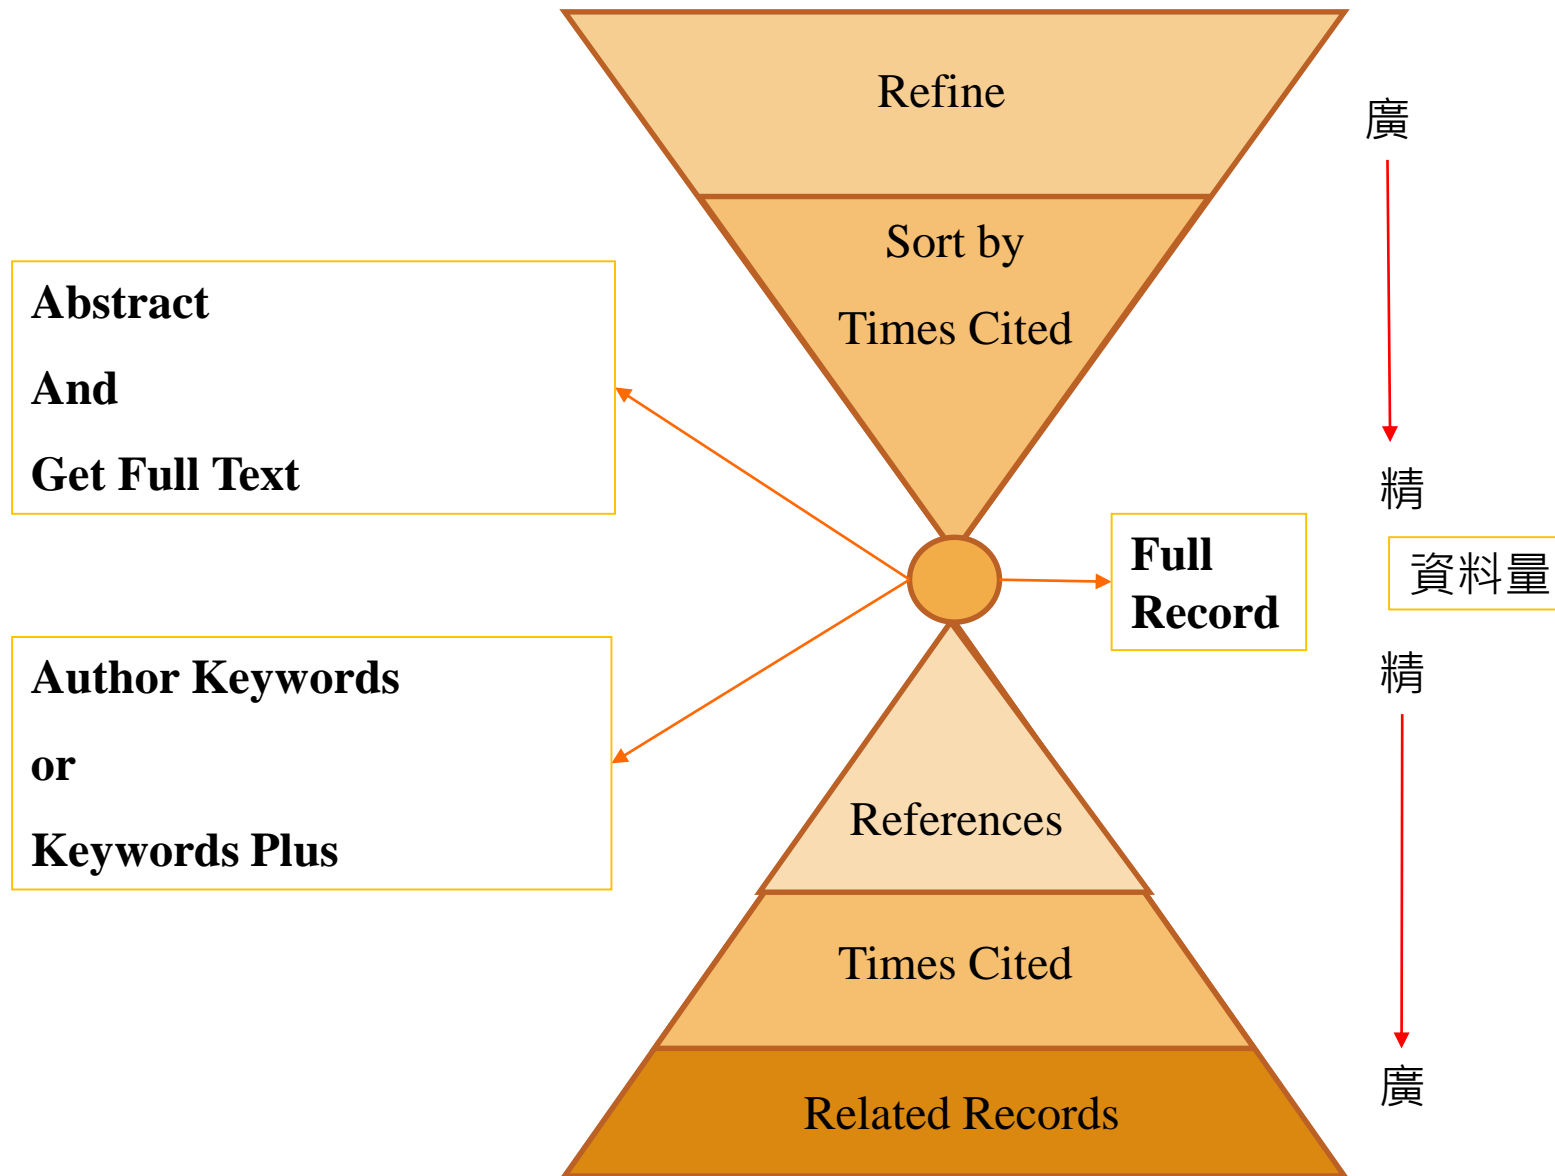 Refine
廣
Sort by
Times Cited
Abstract
And
Get Full Text
精
Full
Record
資料量
Author Keywords
or
Keywords Plus
精
References
Times Cited
廣
Related Records